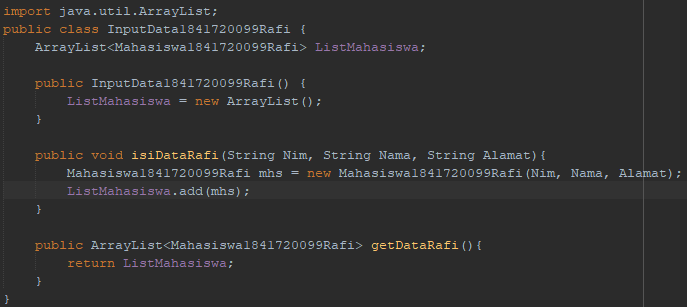 import java.util.ArrayList;
public class InputData1841720099Rafi {
    ArrayList<Mahasiswa1841720099Rafi> ListMahasiswa;
    public InputData1841720099Rafi() {
        ListMahasiswa = new ArrayList();
    }
    public void isiDataRafi(String Nim, String Nama, String Alamat){
        Mahasiswa1841720099Rafi mhs = new Mahasiswa1841720099Rafi(Nim, Nama, Alamat);
        ListMahasiswa.add(mhs);
    }
    public ArrayList<Mahasiswa1841720099Rafi> getDataRafi(){
        return ListMahasiswa;
    }
}